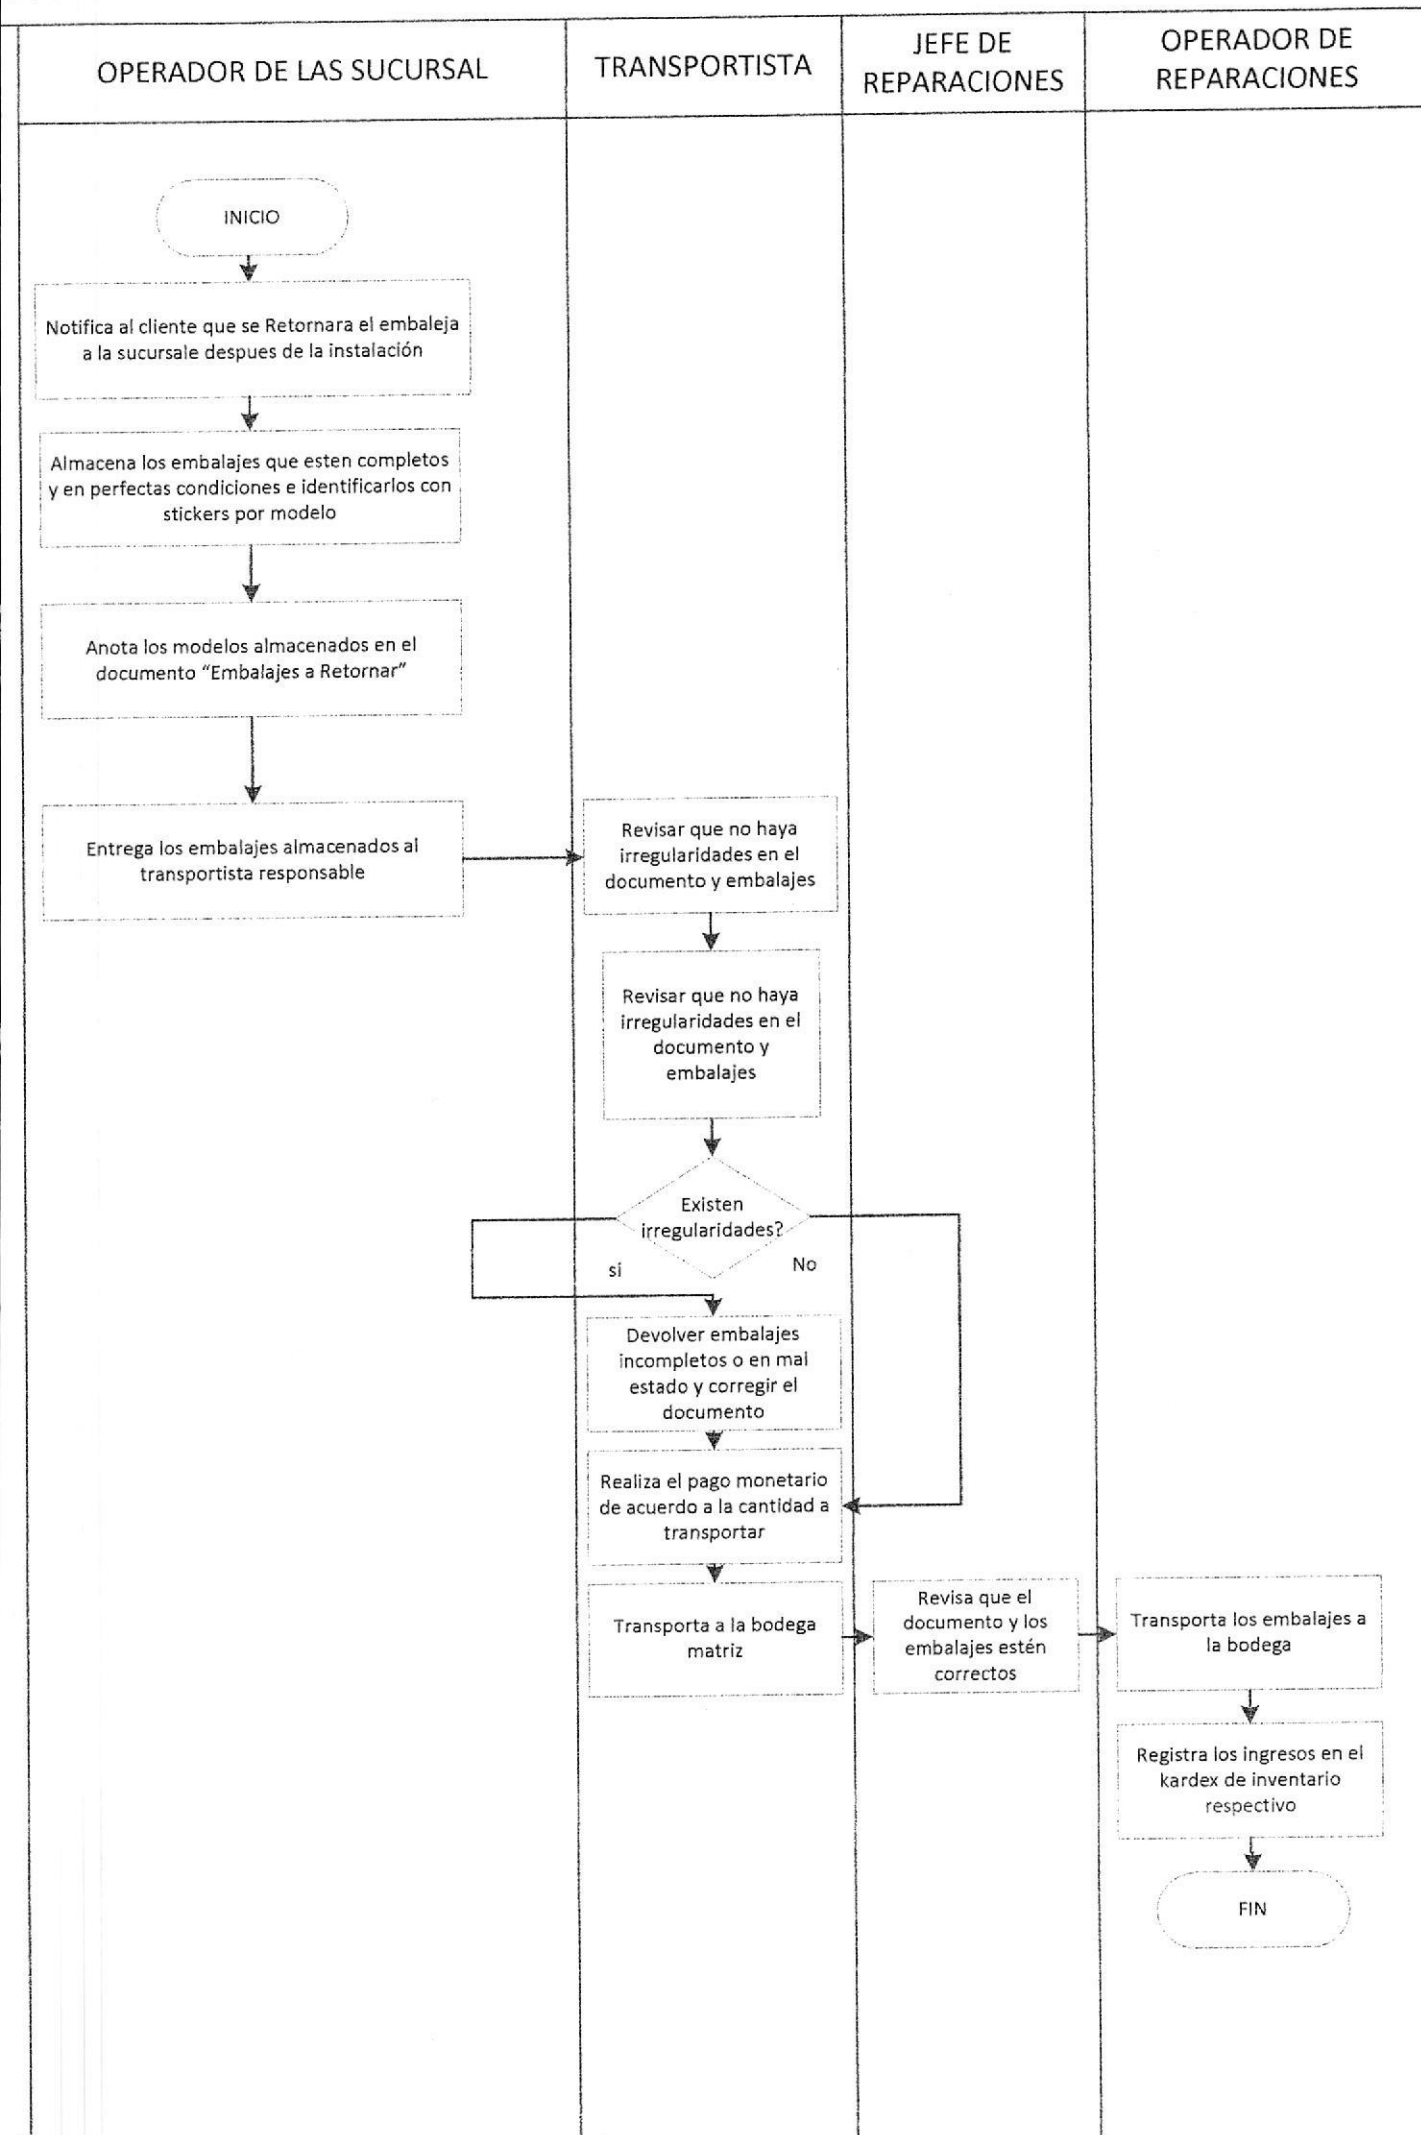 OPERADOR DE LAS SUCURSAL
TRANSPORTISTA
JEFE DE
REPARACIONES
OPERADOR DE
REPARACIONES
INICIO
Notifica al cliente que se Retornara el embaleja
a la sucursale despues de la instalación
Almacena los embalajes que esten completos
y en perfectas condiciones e identificarlos con
stickers por modelo
Anota los modelos almacenados en el
documento “Embalajes a Retornar”
Entrega los embalajes almacenados al
transportista responsable
Revisar que no haya
irregularidades en el
documento y embalajes
Revisar que no haya
irregularidades en el
documento y
embalajes
Existen
irregularidades?
si
No
Devolver embalajes
incompletos o en mal
estado y corregir el
documento
Realiza el pago monetario
de acuerdo a la cantidad a
transportar
Transporta a la bodega
matriz
Revisa que el
documento y los
embalajes estén
correctos
Transporta los embalajes a
la bodega
Registra los ingresos en el
kardex de inventario
respectivo
FIN